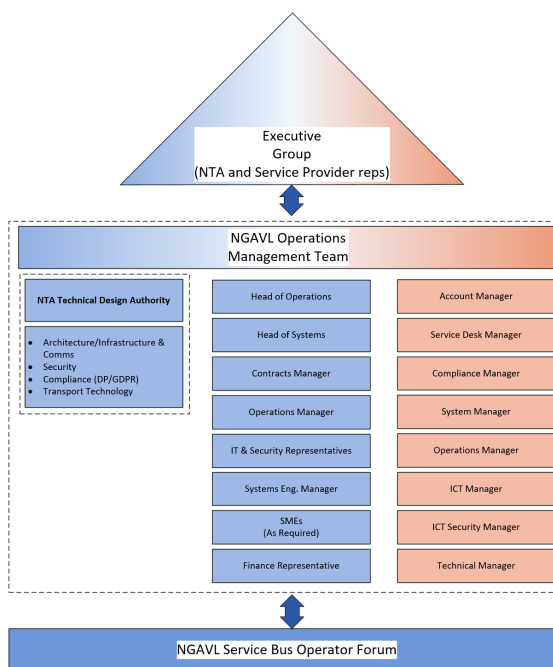 Executive
Group
(NTA and Service Provider reps)
NGAVL Operations
Management Team
NTA Technical Design Authority
• Architecture/Infrastructure &
Comms
• Security
• Compliance (DP/GDPR)
• Transport Technology
Head of Operations
Head of Systems
Contracts Manager
Operations Manager
IT & Security Representatives
Systems Eng. Manager
SMEs
(As Required)
Finance Representative
Account Manager
Service Desk Manager
Compliance Manager
System Manager
Operations Manager
ICT Manager
ICT Security Manager
Technical Manager
NGAVL Service Bus Operator Forum